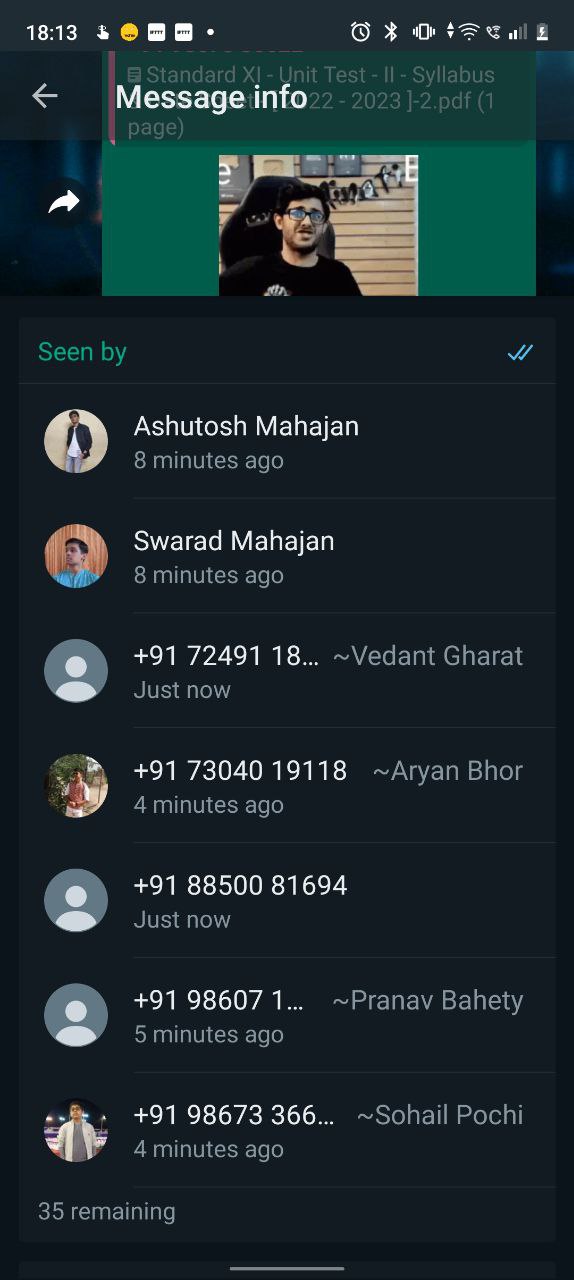 18:13
Standard XI - Unit Test - II - Syllabus
2022 - 2023 ]-2.pdf (1
page)
Message info
Seen by
Ashutosh Mahajan
8 minutes ago
Swarad Mahajan
8 minutes ago
+91 72491 18... ~Vedant Gharat
Just now
+91 73040 19118 ~Aryan Bhor
4 minutes ago
+91 88500 81694
Just now
+91 98607 1... ~Pranav Bahety
5 minutes ago
+91 98673 366... ~Sohail Pochi
4 minutes ago
35 remaining